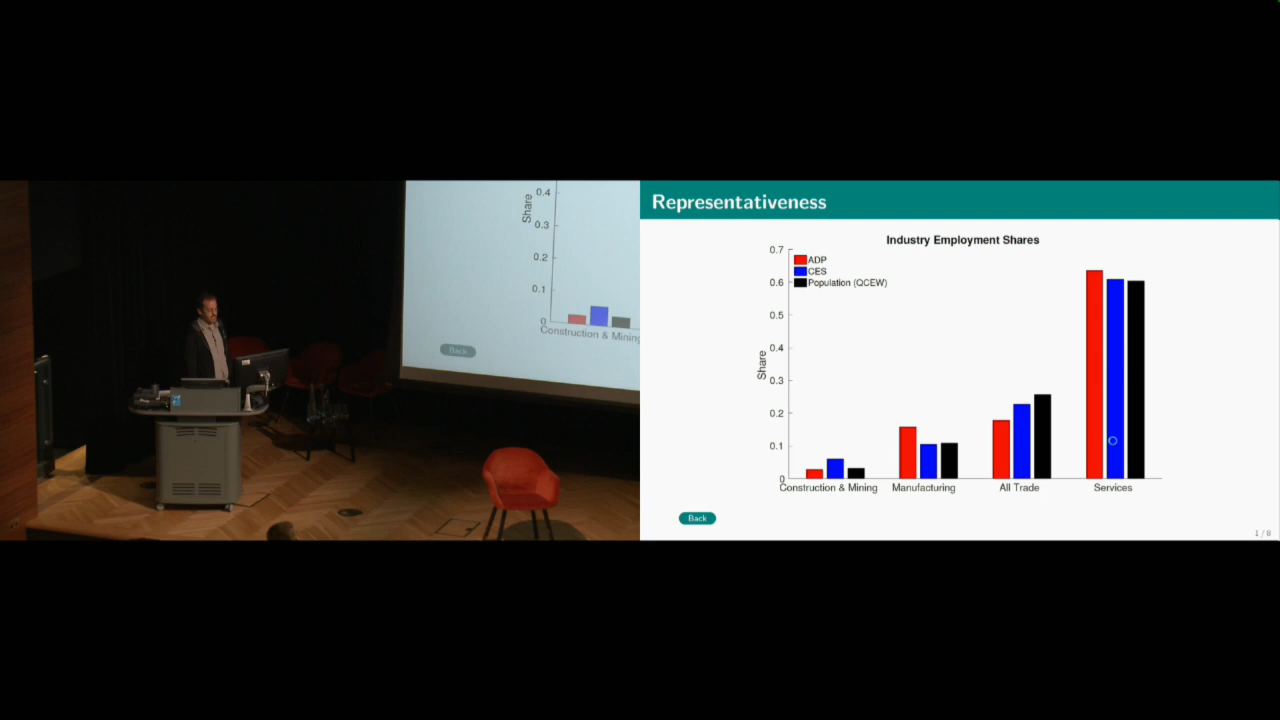 0.4
Share
0.3
0.2
0.1
0
Construction & Mining
Back
Representativeness
Industry Employment Shares
ADP
CES
Population (QCEW)
0.7
0.6
0.5
0.4
0.3
0.2
0.1
0
Share
Construction & Mining
Manufacturing
All Trade
Services
Back
1 / 8